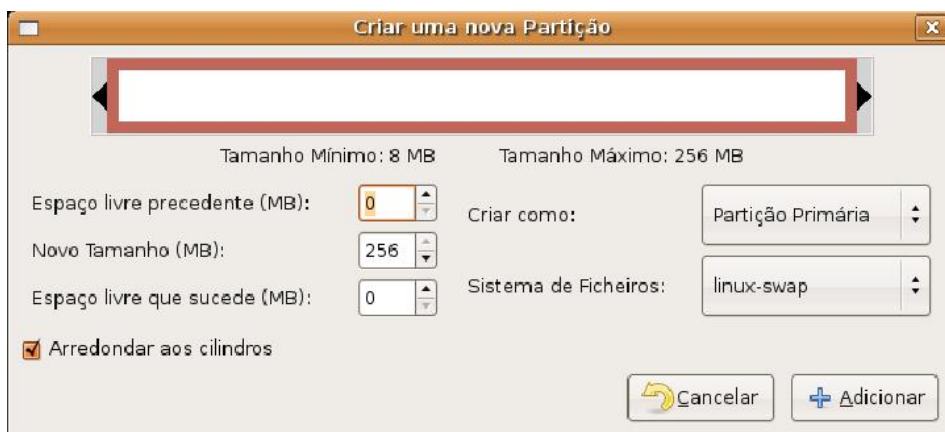 Criar uma nova Partição
Tamanho Mínimo: 8 MB Tamanho Máximo: 256 MB
Espaço livre precedente (MB): 0 Criar como: Partição Primária
Novo Tamanho (MB): 256
Espaço livre que sucede (MB): 0 Sistema de Ficheiros: linux-swap
Arredondar aos cilindros
Cancelar Adicionar